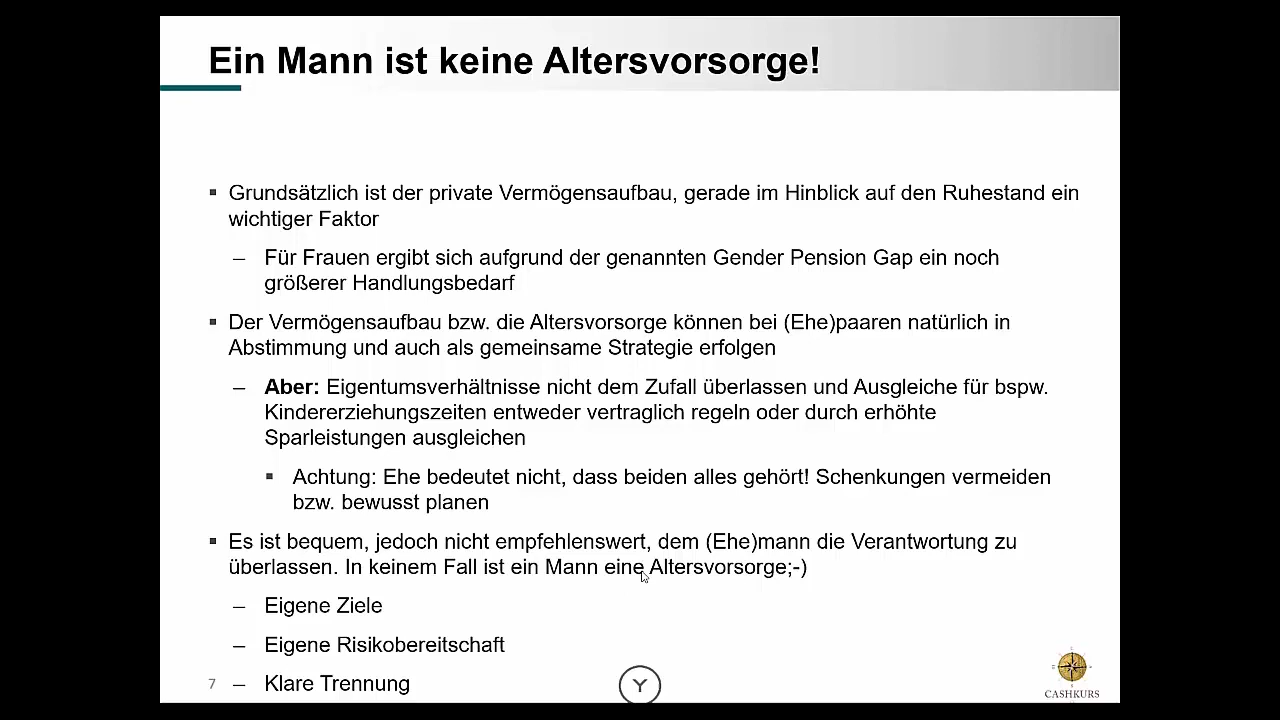 Ein Mann ist keine Altersvorsorge!
▪ Grundsätzlich ist der private Vermögensaufbau, gerade im Hinblick auf den Ruhestand ein
wichtiger Faktor
– Für Frauen ergibt sich aufgrund der genannten Gender Pension Gap ein noch
größerer Handlungsbedarf
▪ Der Vermögensaufbau bzw. die Altersvorsorge können bei (Ehe)paaren natürlich in
Abstimmung und auch als gemeinsame Strategie erfolgen
– Aber: Eigentumsverhältnisse nicht dem Zufall überlassen und Ausgleiche für bspw.
Kindererziehungszeiten entweder vertraglich regeln oder durch erhöhte
Sparleistungen ausgleichen
▪ Achtung: Ehe bedeutet nicht, dass beiden alles gehört! Schenkungen vermeiden
bzw. bewusst planen
▪ Es ist bequem, jedoch nicht empfehlenswert, dem (Ehe)mann die Verantwortung zu
überlassen. In keinem Fall ist ein Mann eine Altersvorsorge;-)
– Eigene Ziele
– Eigene Risikobereitschaft
– Klare Trennung
7
Y
CASHKURS